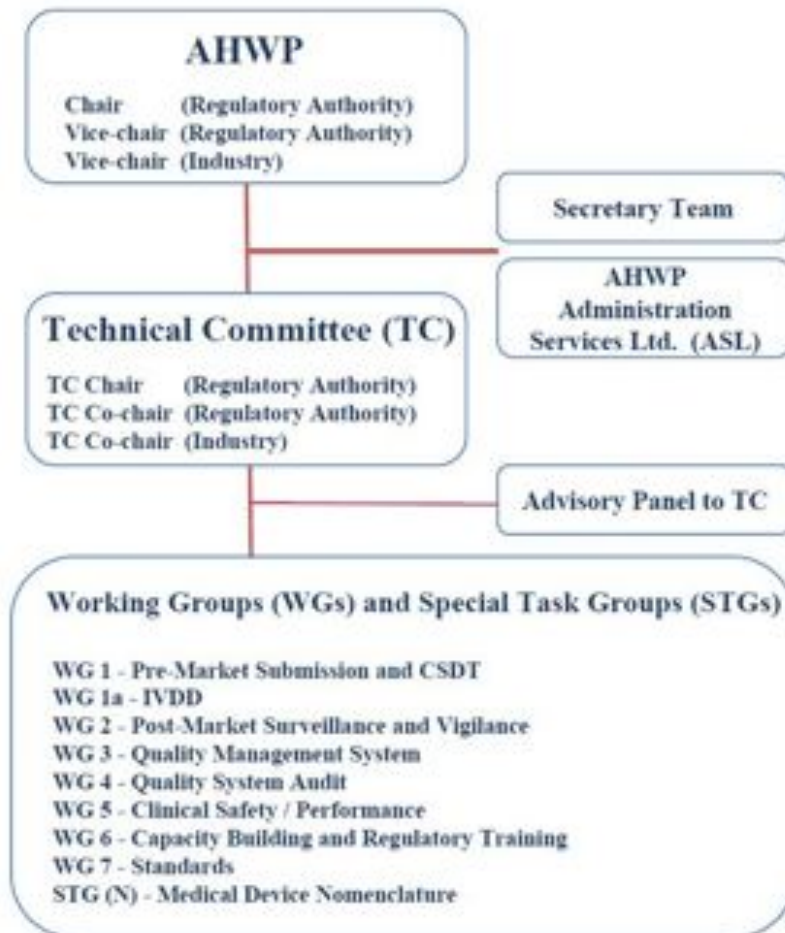 AHWP
Chair (Regulatory Authority)
Vice-chair (Regulatory Authority)
Vice-chair (Industry)
Secretary Team
AHWP
Administration
Services Ltd. (ASL)
Technical Committee (TC)
TC Chair (Regulatory Authority)
TC Co-chair (Regulatory Authority)
TC Co-chair (Industry)
Advisory Panel to TC
Working Groups (WGs) and Special Task Groups (STGs)
WG 1 - Pre-Market Submission and CSDT
WG 1a - IVDD
WG 2 - Post-Market Surveillance and Vigilance
WG 3 - Quality Management System
WG 4 - Quality System Audit
WG 5 - Clinical Safety / Performance
WG 6 - Capacity Building and Regulatory Training
WG 7 - Standards
STG (N) - Medical Device Nomenclature